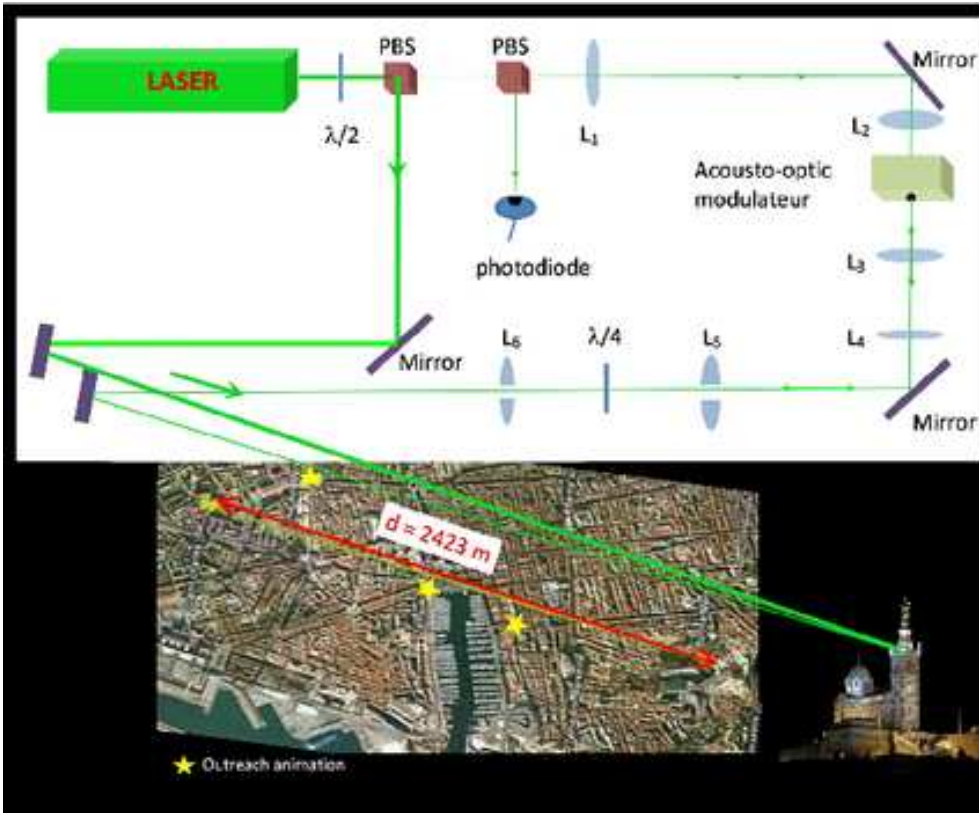 PBS
PBS
LASER
Mirror
λ/2
L₁
L₂
Acousto-optic
modulateur
photodiode
L₃
L₆
λ/4
L₅
L₄
Mirror
Mirror
d = 2423 m
Outreach animation